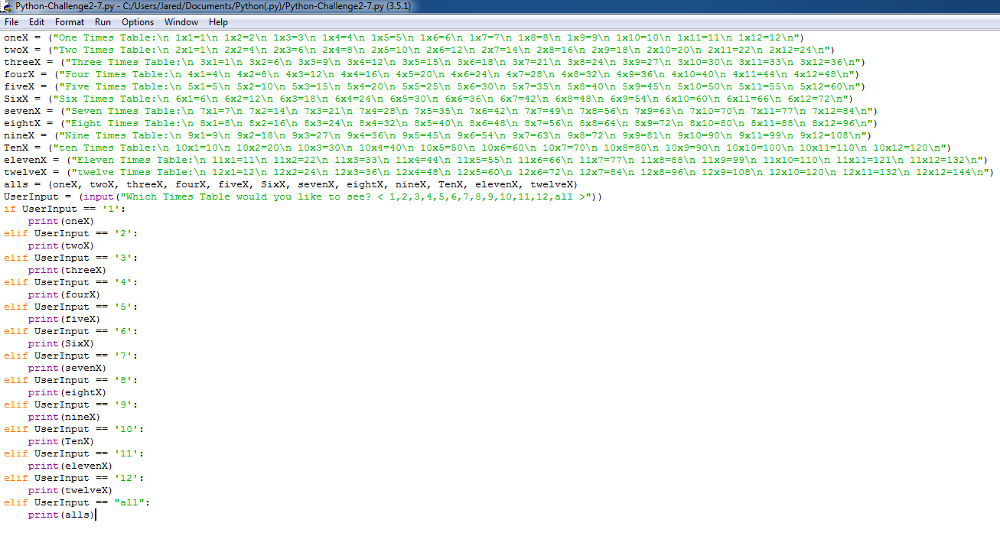 Python-Challenge2-7.py - C:/Users/Jared/Documents/Python(.py)/Python-Challenge2-7.py (3.5.1)
File Edit Format Run Options Window Help
oneX = ("One Times Table:\n 1x1=1\n 1x2=2\n 1x3=3\n 1x4=4\n 1x5=5\n 1x6=6\n 1x7=7\n 1x8=8\n 1x9=9\n 1x10=10\n 1x11=11\n 1x12=12\n")
twoX = ("Two Times Table:\n 2x1=1\n 2x2=4\n 2x3=6\n 2x4=8\n 2x5=10\n 2x6=12\n 2x7=14\n 2x8=16\n 2x9=18\n 2x10=20\n 2x11=22\n 2x12=24\n")
threeX = ("Three Times Table:\n 3x1=1\n 3x2=6\n 3x3=9\n 3x4=12\n 3x5=15\n 3x6=18\n 3x7=21\n 3x8=24\n 3x9=27\n 3x10=30\n 3x11=33\n 3x12=36\n")
fourX = ("Four Times Table:\n 4x1=4\n 4x2=8\n 4x3=12\n 4x4=16\n 4x5=20\n 4x6=24\n 4x7=28\n 4x8=32\n 4x9=36\n 4x10=40\n 4x11=44\n 4x12=48\n")
fiveX = ("Five Times Table:\n 5x1=5\n 5x2=10\n 5x3=15\n 5x4=20\n 5x5=25\n 5x6=30\n 5x7=35\n 5x8=40\n 5x9=45\n 5x10=50\n 5x11=55\n 5x12=60\n")
SixX = ("Six Times Table:\n 6x1=6\n 6x2=12\n 6x3=18\n 6x4=24\n 6x5=30\n 6x6=36\n 6x7=42\n 6x8=48\n 6x9=54\n 6x10=60\n 6x11=66\n 6x12=72\n")
sevenX = ("Seven Times Table:\n 7x1=7\n 7x2=14\n 7x3=21\n 7x4=28\n 7x5=35\n 7x6=42\n 7x7=49\n 7x8=56\n 7x9=63\n 7x10=70\n 7x11=77\n 7x12=84\n")
eightX = ("Eight Times Table:\n 8x1=8\n 8x2=16\n 8x3=24\n 8x4=32\n 8x5=40\n 8x6=48\n 8x7=56\n 8x8=64\n 8x9=72\n 8x10=80\n 8x11=88\n 8x12=96\n")
nineX = ("Nine Times Table:\n 9x1=9\n 9x2=18\n 9x3=27\n 9x4=36\n 9x5=45\n 9x6=54\n 9x7=63\n 9x8=72\n 9x9=81\n 9x10=90\n 9x11=99\n 9x12=108\n")
TenX = ("ten Times Table:\n 10x1=10\n 10x2=20\n 10x3=30\n 10x4=40\n 10x5=50\n 10x6=60\n 10x7=70\n 10x8=80\n 10x9=90\n 10x10=100\n 10x11=110\n 10x12=120\n")
elevenX = ("Eleven Times Table:\n 11x1=11\n 11x2=22\n 11x3=33\n 11x4=44\n 11x5=55\n 11x6=66\n 11x7=77\n 11x8=88\n 11x9=99\n 11x10=110\n 11x11=121\n 11x12=132\n")
twelveX = ("twelve Times Table:\n 12x1=12\n 12x2=24\n 12x3=36\n 12x4=48\n 12x5=60\n 12x6=72\n 12x7=84\n 12x8=96\n 12x9=108\n 12x10=120\n 12x11=132\n 12x12=144\n")
alls = (oneX, twoX, threeX, fourX, fiveX, SixX, sevenX, eightX, nineX, TenX, elevenX, twelveX)
UserInput = (input("Which Times Table would you like to see? < 1,2,3,4,5,6,7,8,9,10,11,12,all >"))
if UserInput == '1':
    print(oneX)
elif UserInput == '2':
    print(twoX)
elif UserInput == '3':
    print(threeX)
elif UserInput == '4':
    print(fourX)
elif UserInput == '5':
    print(fiveX)
elif UserInput == '6':
    print(SixX)
elif UserInput == '7':
    print(sevenX)
elif UserInput == '8':
    print(eightX)
elif UserInput == '9':
    print(nineX)
elif UserInput == '10':
    print(TenX)
elif UserInput == '11':
    print(elevenX)
elif UserInput == '12':
    print(twelveX)
elif UserInput == "all":
    print(alls)